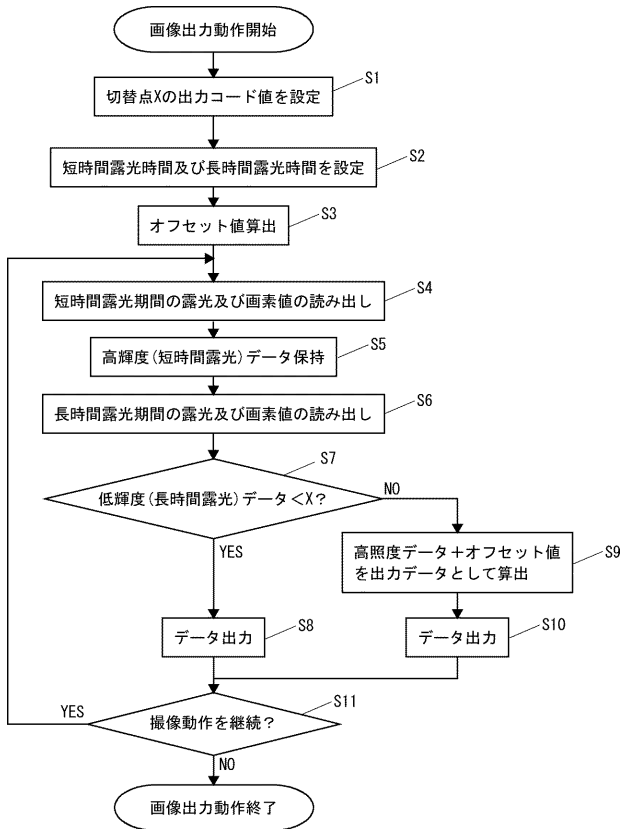 画像出力動作開始
S1
切替点Xの出力コード値を設定
S2
短時間露光時間及び長時間露光時間を設定
S3
オフセット値算出
S4
短時間露光期間の露光及び画素値の読み出し
S5
高輝度(短時間露光)データ保持
S6
長時間露光期間の露光及び画素値の読み出し
S7
低輝度(長時間露光)データ<X?
NO
YES
高照度データ+オフセット値
を出力データとして算出
S9
データ出力
S8
データ出力
S10
S11
撮像動作を継続?
YES
NO
画像出力動作終了